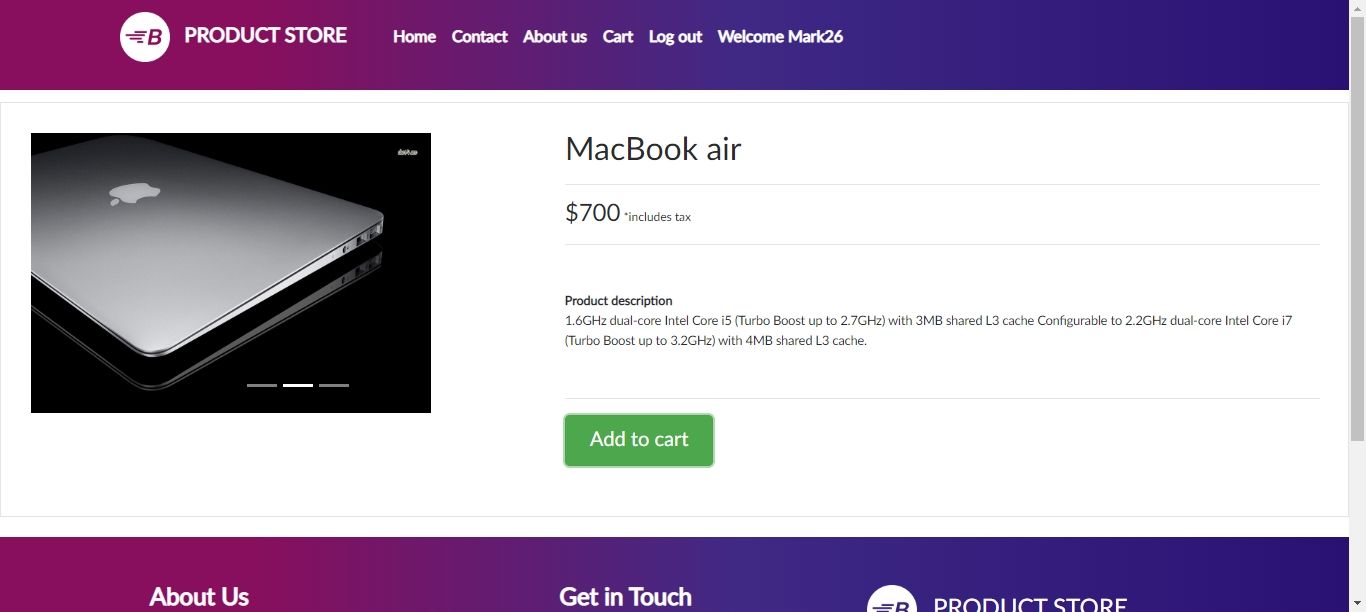 B PRODUCT STORE Home Contact About us Cart Log out Welcome Mark26
MacBook air
$700 *includes tax
Product description
1.6GHz dual-core Intel Core i5 (Turbo Boost up to 2.7GHz) with 3MB shared L3 cache Configurable to 2.2GHz dual-core Intel Core i7
(Turbo Boost up to 3.2GHz) with 4MB shared L3 cache.
Add to cart
About Us Get in Touch B PRODUCT STORE